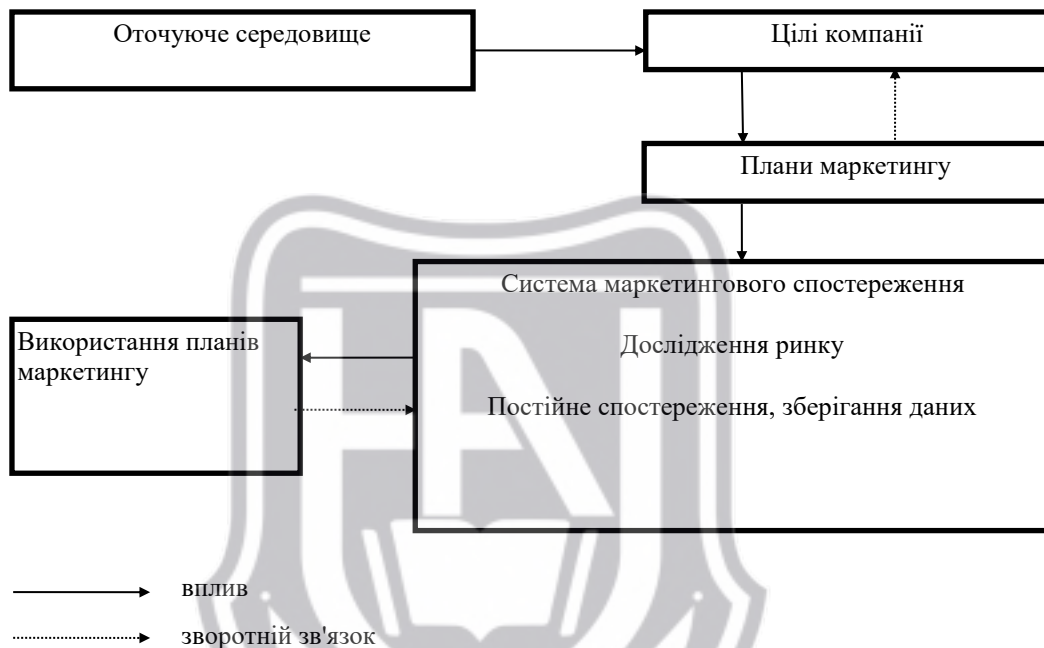 Оточуюче середовище
Цілі компанії
Плани маркетингу
Система маркетингового спостереження
Дослідження ринку
Постійне спостереження, зберігання даних
Використання планів
маркетингу
вплив
зворотній зв'язок